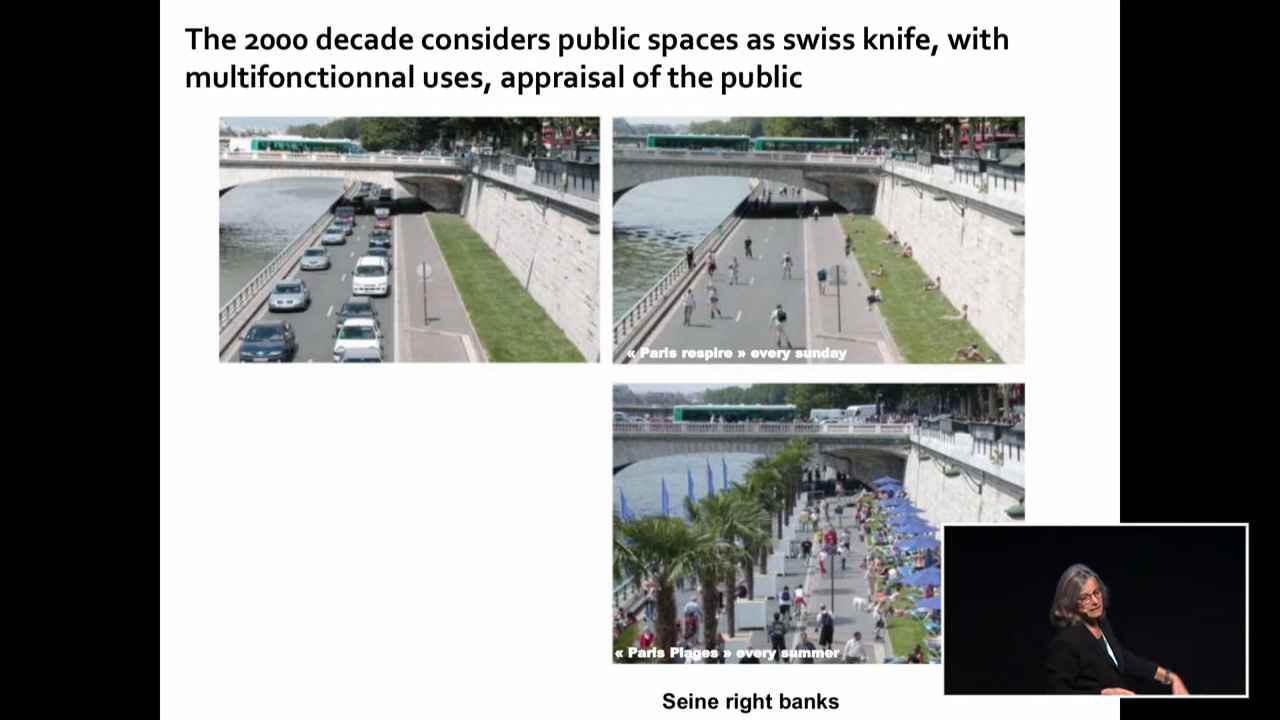 The 2000 decade considers public spaces as swiss knife, with
multifonctionnal uses, appraisal of the public
« Paris respire » every sunday
« Paris Plages » every summer
Seine right banks